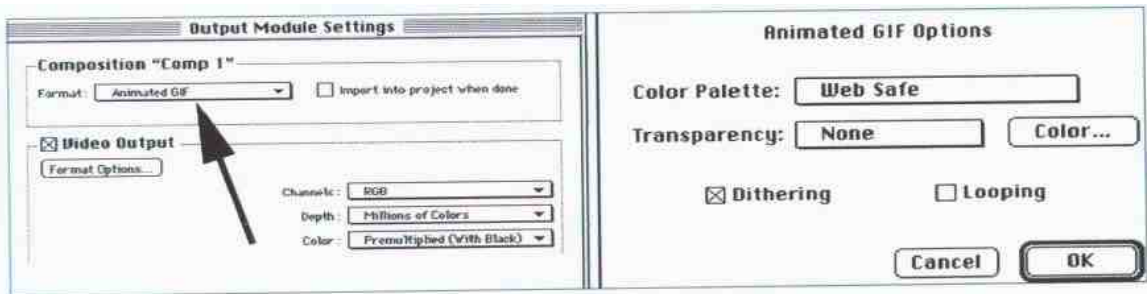 Output Module Settings
Composition "Comp 1"
Format: Animated GIF
Import into project when done
Video Output
Format Options...
Channels: RGB
Depth: Millions of Colors
Color: Premultiplied (With Black)
Animated GIF Options
Color Palette: Web Safe
Transparency: None Color...
Dithering Looping
Cancel OK